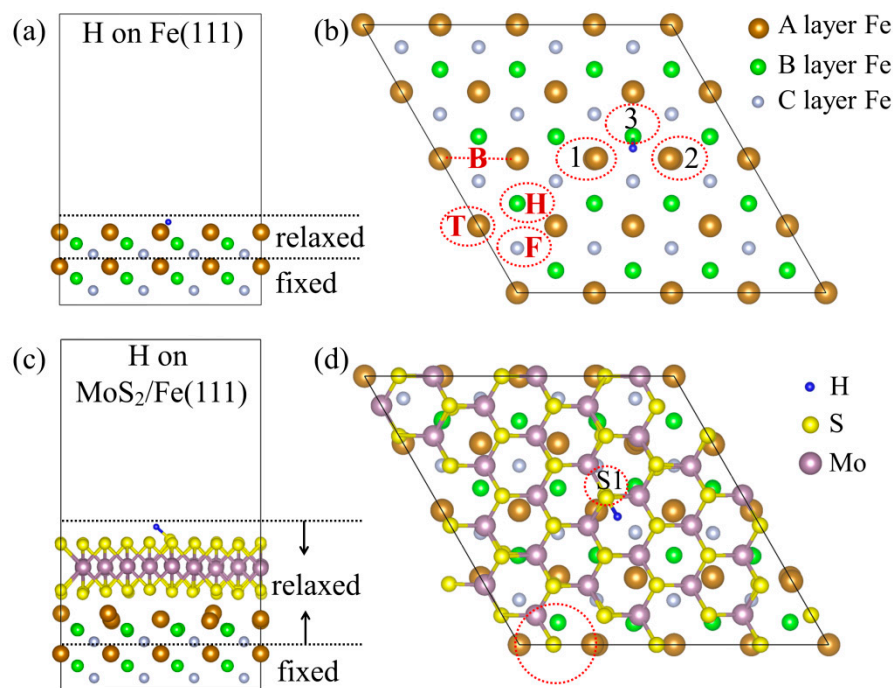 (a)
H on Fe(111)
relaxed
fixed
(b)
B
1
2
3
H
T
F
A layer Fe
B layer Fe
C layer Fe
(c)
H on
MoS₂/Fe(111)
relaxed
fixed
(d)
S1
H
S
Mo